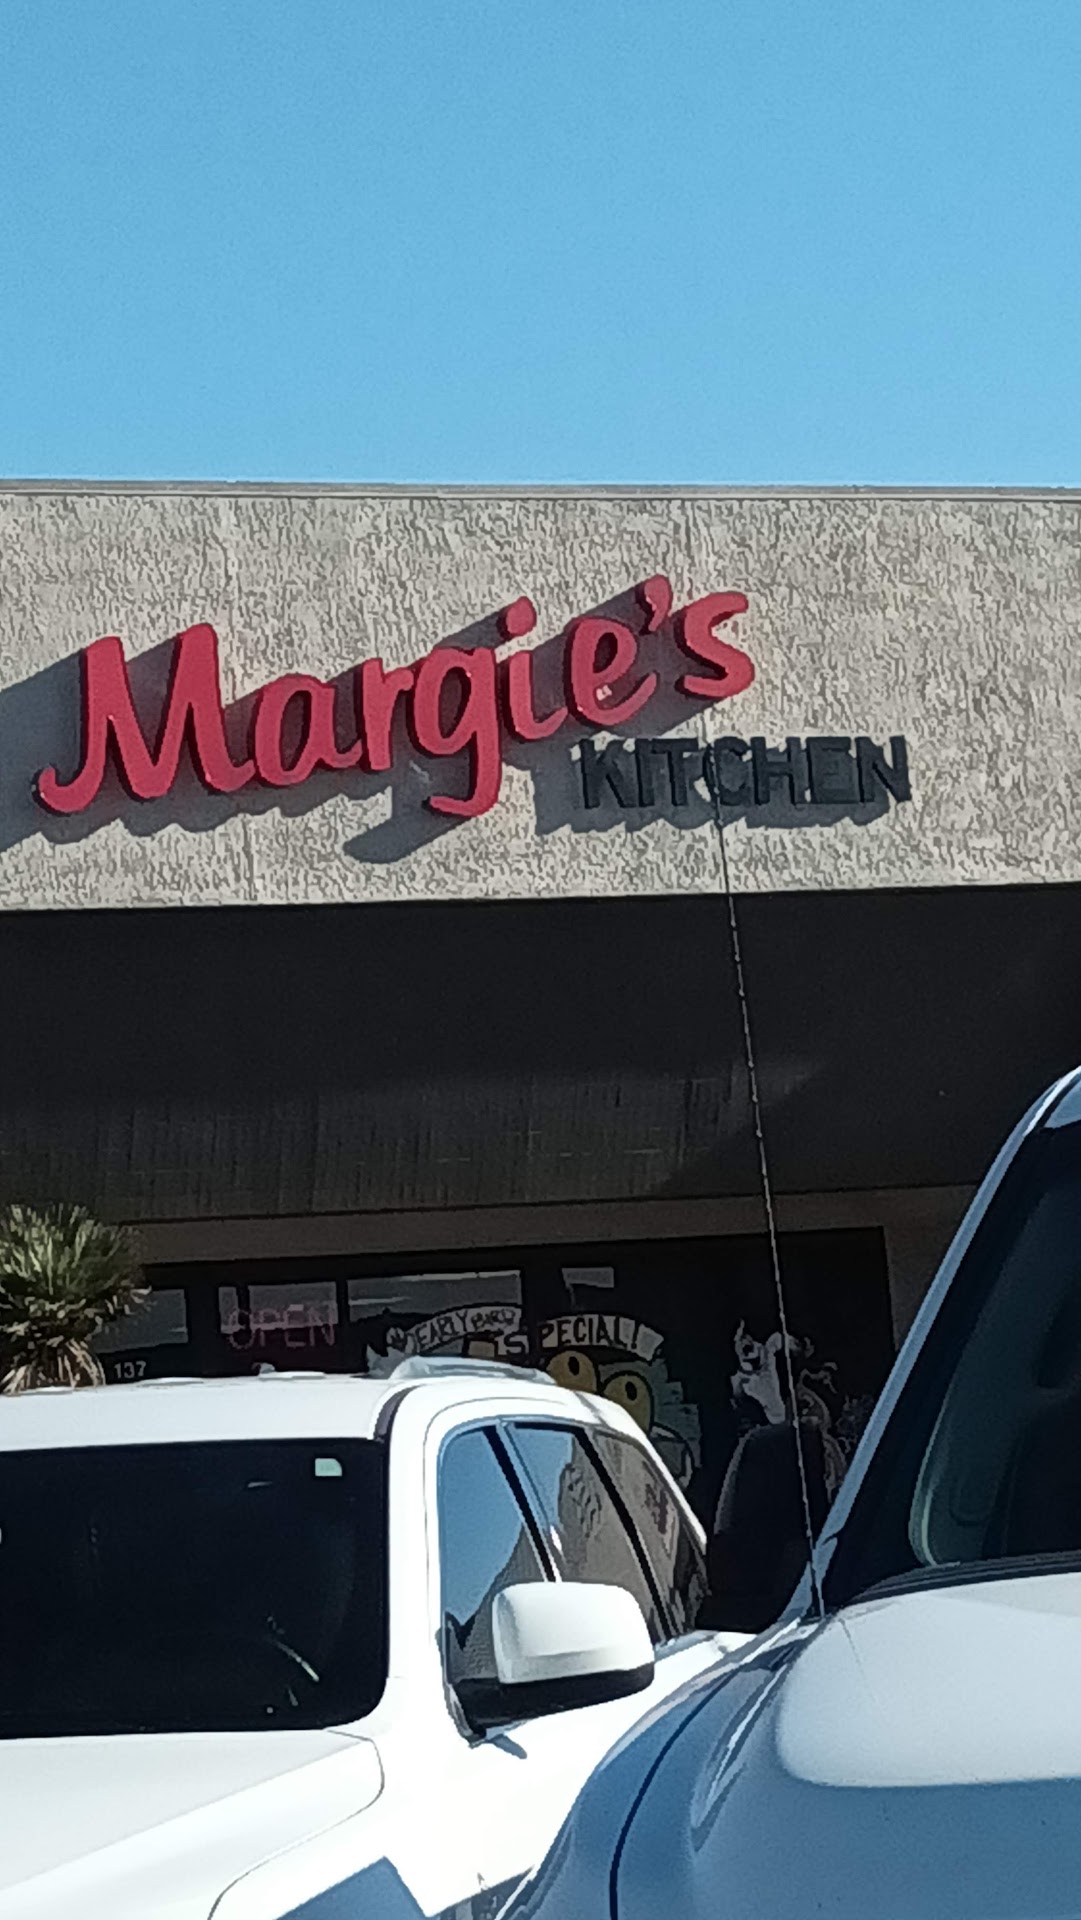 Margie's
KITCHEN
OPEN
EARLY BIRD
SPECIAL!
137